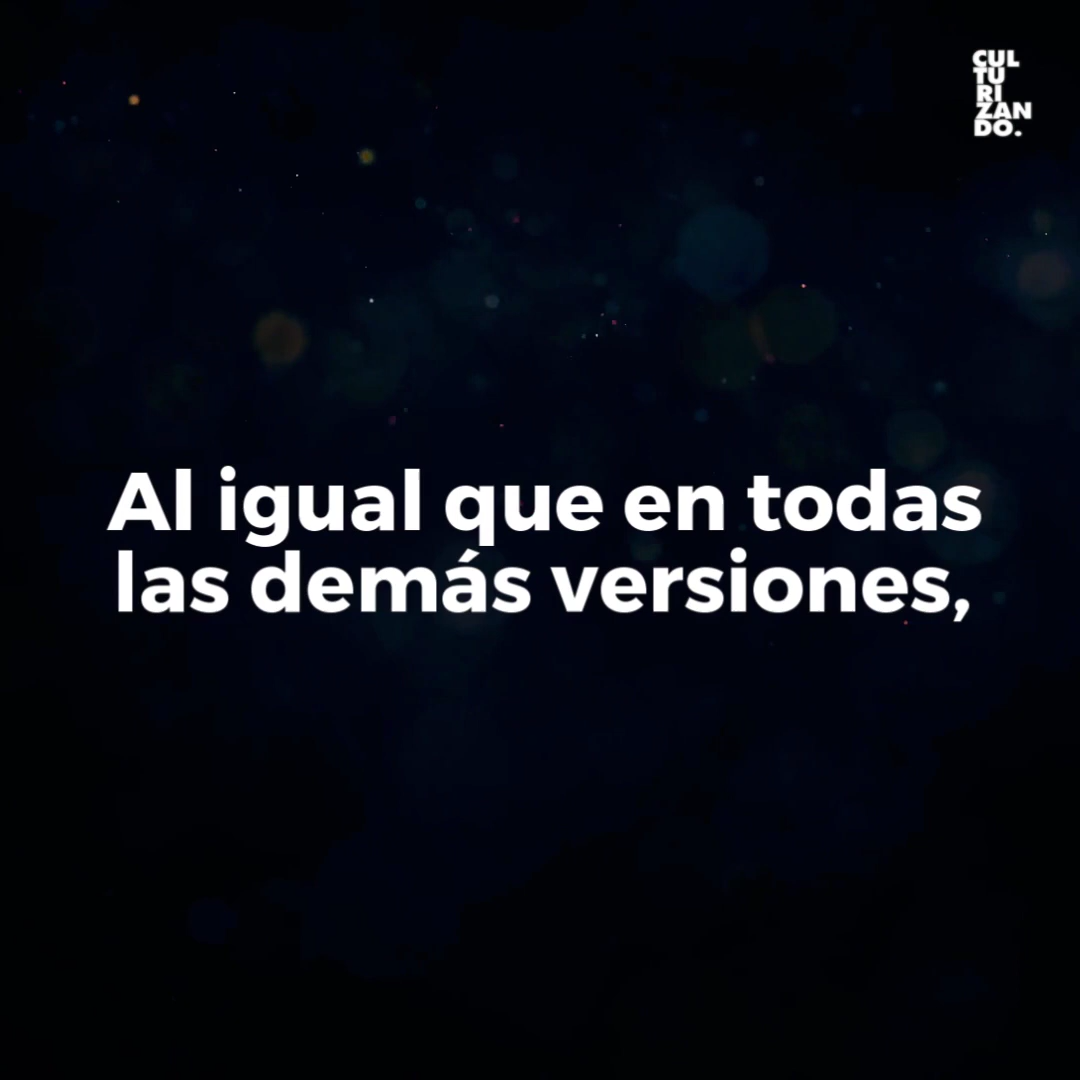 CUL
TU
RI
ZAN
DO.
Al igual que en todas
las demás versiones,